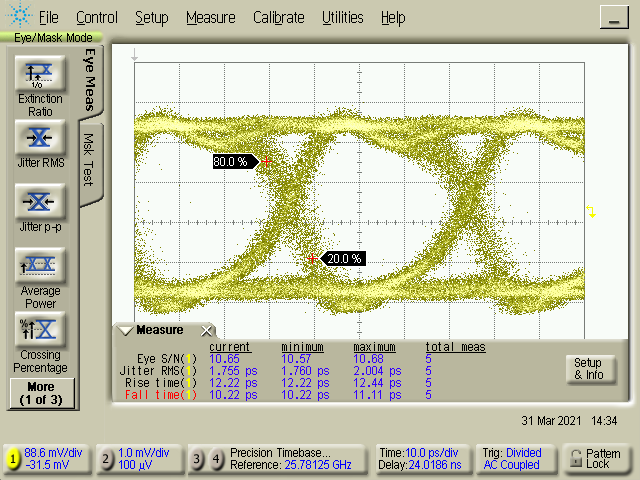 File Control Setup Measure Calibrate Utilities Help
Eye/Mask Mode
Eye Meas
Msk Test
1/0
Extinction
Ratio
Jitter RMS
Jitter p-p
Average
Power
%
Crossing
Percentage
More
(1 of 3)
80.0 %
20.0 %
Measure
current minimum maximum total meas
Eye S/N(1) 10.65 10.57 10.68 5
Jitter RMS(1) 1.755 ps 1.760 ps 2.004 ps 5
Rise time(1) 12.22 ps 12.22 ps 12.44 ps 5
Fall time(1) 10.22 ps 10.22 ps 11.11 ps 5
Setup
& Info
31 Mar 2021 14:34
1 88.6 mV/div
-31.5 mV
2 1.0 mV/div
100 µV
3 4
Precision Timebase...
Reference: 25.78125 GHz
Time:10.0 ps/div
Delay:24.0186 ns
Trig: Divided
AC Coupled
Pattern
Lock